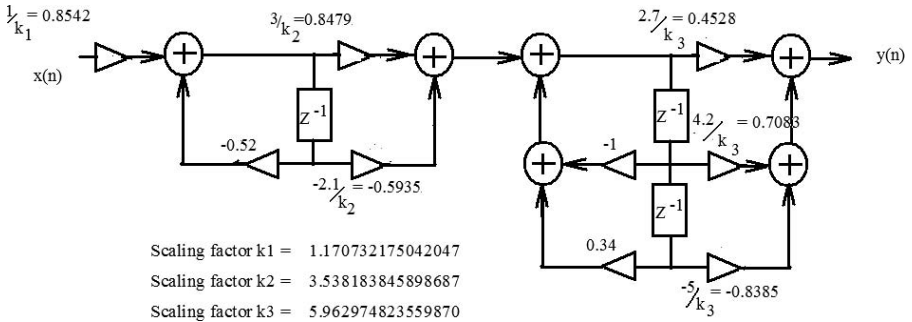 1/k1 = 0.8542
3/k2 =0.8479
2.7/k3 = 0.4528
x(n)
y(n)
Z^-1
Z^-1
4.2/k3 = 0.7083
-0.52
-1
-2.1/k2 = -0.5935
Z^-1
0.34
-5/k3 = -0.8385
Scaling factor k1 = 1.170732175042047
Scaling factor k2 = 3.538183845898687
Scaling factor k3 = 5.962974823559870